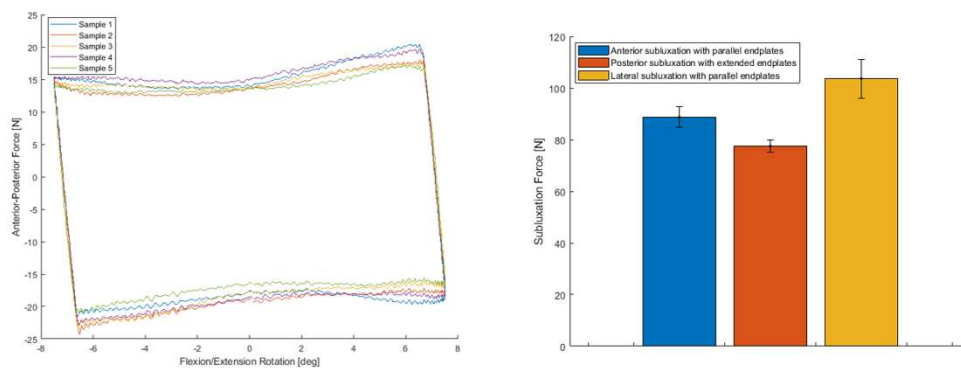 Sample 1
Sample 2
Sample 3
Sample 4
Sample 5
25
20
15
10
5
0
-5
-10
-15
-20
-25
Anterior-Posterior Force [N]
-8
-6
-4
-2
0
2
4
6
8
Flexion/Extension Rotation [deg]
Anterior subluxation with parallel endplates
Posterior subluxation with extended endplates
Lateral subluxation with parallel endplates
120
100
80
60
40
20
0
Subluxation Force [N]